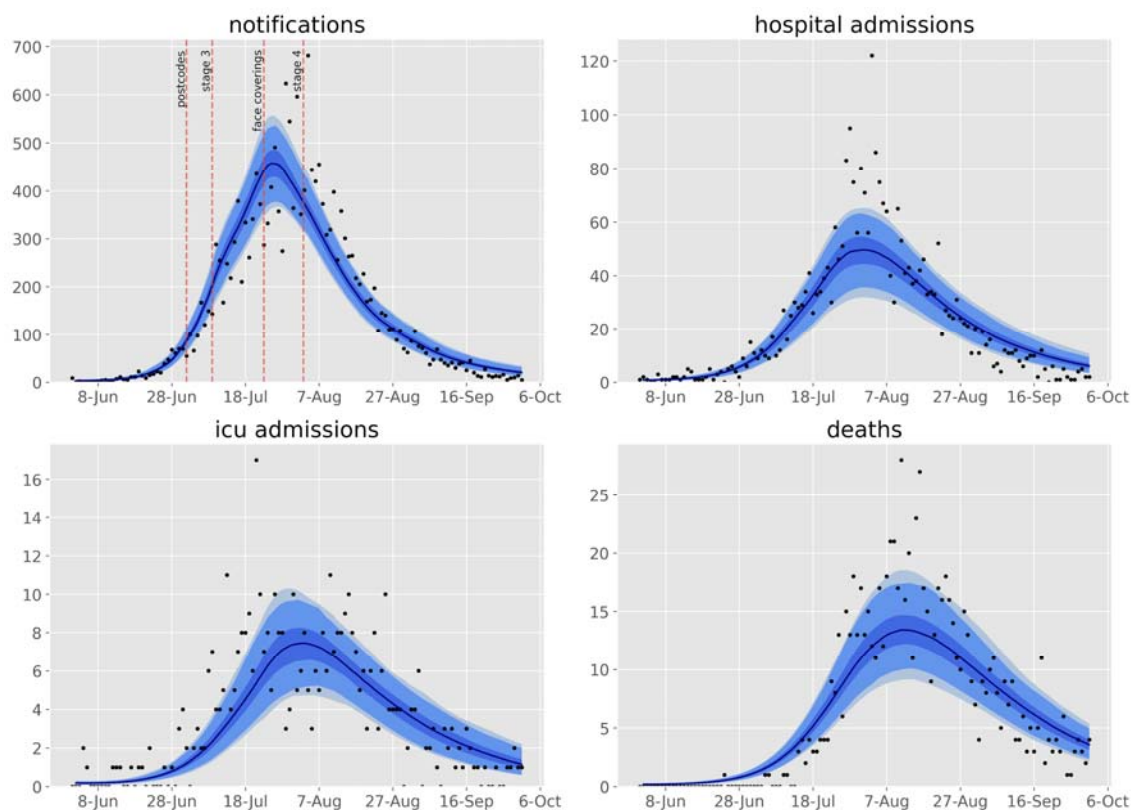 notifications
700
600
500
400
300
200
100
0
postcodes
stage 3
face coverings
stage 4
8-Jun 28-Jun 18-Jul 7-Aug 27-Aug 16-Sep 6-Oct
hospital admissions
120
100
80
60
40
20
0
8-Jun 28-Jun 18-Jul 7-Aug 27-Aug 16-Sep 6-Oct
icu admissions
16
14
12
10
8
6
4
2
0
8-Jun 28-Jun 18-Jul 7-Aug 27-Aug 16-Sep 6-Oct
deaths
25
20
15
10
5
0
8-Jun 28-Jun 18-Jul 7-Aug 27-Aug 16-Sep 6-Oct